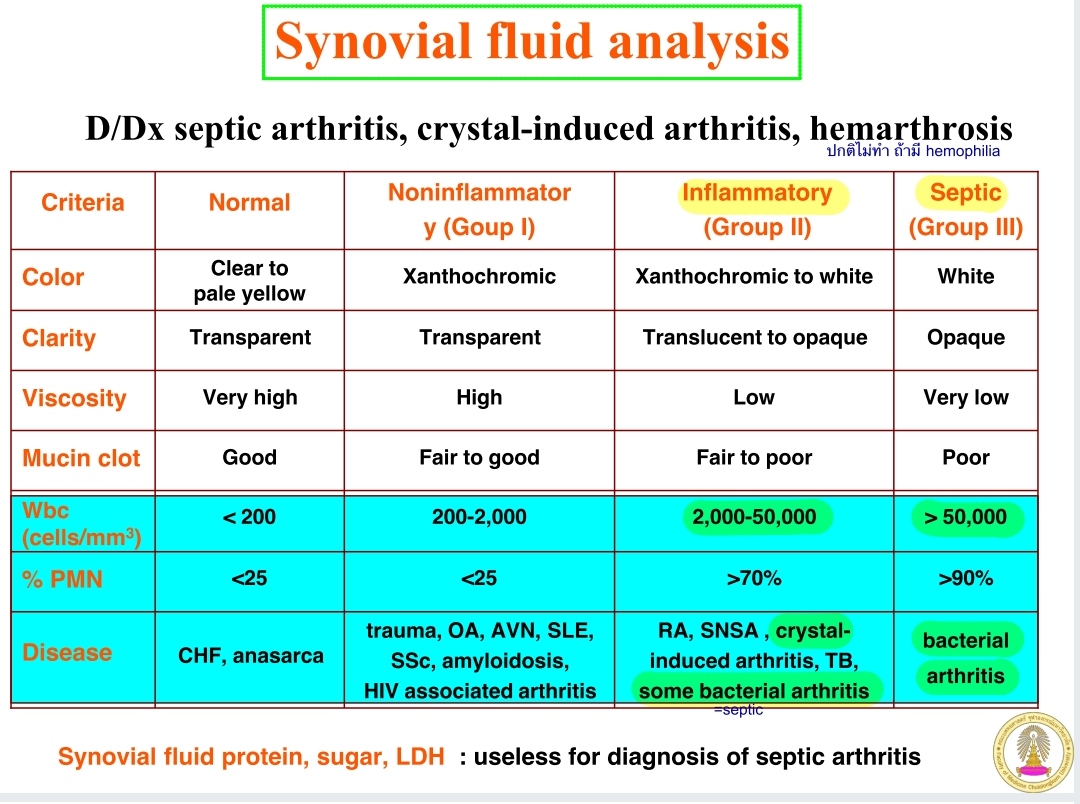 Synovial fluid analysis
D/Dx septic arthritis, crystal-induced arthritis, hemarthrosis
ปกติไม่ทำ ถ้ามี hemophilia
Criteria
Normal
Noninflammator
y (Goup I)
Inflammatory
(Group II)
Septic
(Group III)
Color
Clear to
pale yellow
Xanthochromic
Xanthochromic to white
White
Clarity
Transparent
Transparent
Translucent to opaque
Opaque
Viscosity
Very high
High
Low
Very low
Mucin clot
Good
Fair to good
Fair to poor
Poor
Wbc
(cells/mm³)
< 200
200-2,000
2,000-50,000
> 50,000
% PMN
<25
<25
>70%
>90%
Disease
CHF, anasarca
trauma, OA, AVN, SLE,
SSc, amyloidosis,
HIV associated arthritis
RA, SNSA , crystal-
induced arthritis, TB,
some bacterial arthritis
=septic
bacterial
arthritis
Synovial fluid protein, sugar, LDH : useless for diagnosis of septic arthritis